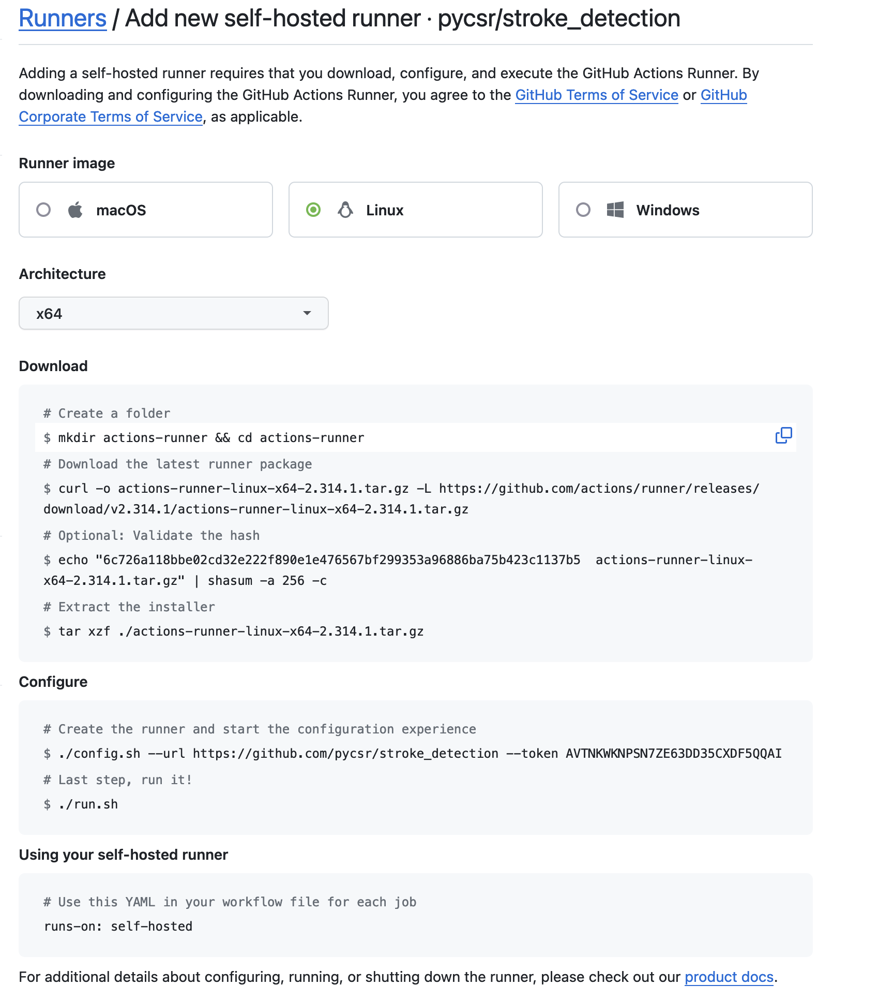 Runners / Add new self-hosted runner · pycsr/stroke_detection
Adding a self-hosted runner requires that you download, configure, and execute the GitHub Actions Runner. By
downloading and configuring the GitHub Actions Runner, you agree to the GitHub Terms of Service or GitHub
Corporate Terms of Service, as applicable.
Runner image
macOS
Linux
Windows
Architecture
x64
Download
# Create a folder
$ mkdir actions-runner && cd actions-runner
# Download the latest runner package
$ curl -o actions-runner-linux-x64-2.314.1.tar.gz -L https://github.com/actions/runner/releases/
download/v2.314.1/actions-runner-linux-x64-2.314.1.tar.gz
# Optional: Validate the hash
$ echo "6c726a118bbe02cd32e222f890e1e476567bf299353a96886ba75b423c1137b5  actions-runner-linux-
x64-2.314.1.tar.gz" | shasum -a 256 -c
# Extract the installer
$ tar xzf ./actions-runner-linux-x64-2.314.1.tar.gz
Configure
# Create the runner and start the configuration experience
$ ./config.sh --url https://github.com/pycsr/stroke_detection --token AVTNKWKNPSN7ZE63DD35CXDF5QQAI
# Last step, run it!
$ ./run.sh
Using your self-hosted runner
# Use this YAML in your workflow file for each job
runs-on: self-hosted
For additional details about configuring, running, or shutting down the runner, please check out our product docs.